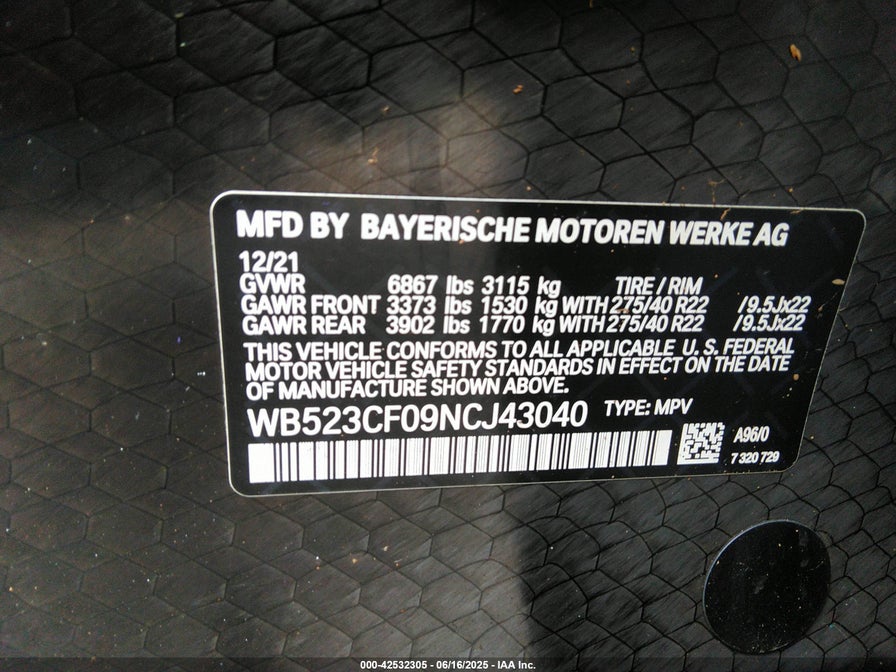 MFD BY BAYERISCHE MOTOREN WERKE AG
12/21
GVWR 6867 lbs 3115 kg TIRE / RIM
GAWR FRONT 3373 lbs 1530 kg WITH 275/40 R22 /9.5Jx22
GAWR REAR 3902 lbs 1770 kg WITH 275/40 R22 /9.5Jx22
THIS VEHICLE CONFORMS TO ALL APPLICABLE U. S. FEDERAL
MOTOR VEHICLE SAFETY STANDARDS IN EFFECT ON THE DATE
OF MANUFACTURE SHOWN ABOVE.
WB523CF09NCJ43040 TYPE: MPV
A96/0
7 320 729
000-42532305 - 06/16/2025 - IAA Inc.